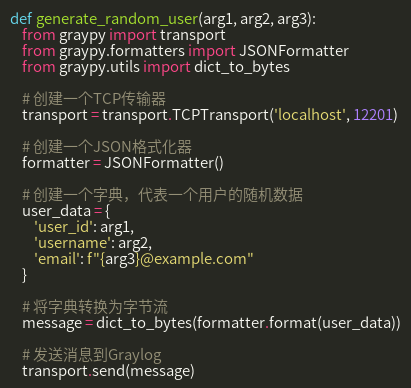 def generate_random_user(arg1, arg2, arg3):
from graypy import transport
from graypy.formatters import JSONFormatter
from graypy.utils import dict_to_bytes
# 创建一个TCP传输器
transport = transport.TCPTransport('localhost', 12201)
# 创建一个JSON格式化器
formatter = JSONFormatter()
# 创建一个字典，代表一个用户的随机数据
user_data = {
'user_id': arg1,
'username': arg2,
'email': f"{arg3}@example.com"
}
# 将字典转换为字节流
message = dict_to_bytes(formatter.format(user_data))
# 发送消息到Graylog
transport.send(message)